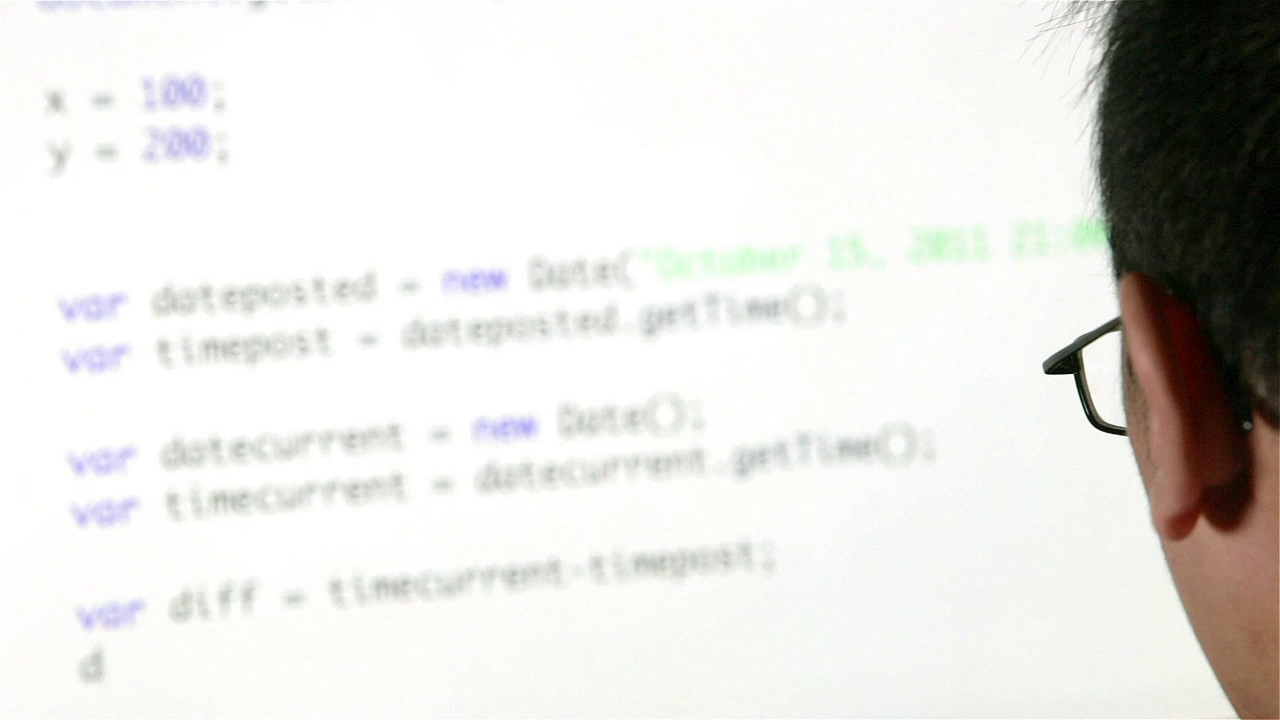 x = 100;
y = 200;
var dateposted = new Date("October 15, 2011 21:00
var timepost = dateposted.getTime();
var datecurrent = new Date();
var timecurrent = datecurrent.getTime();
var diff = timecurrent-timepost;
d